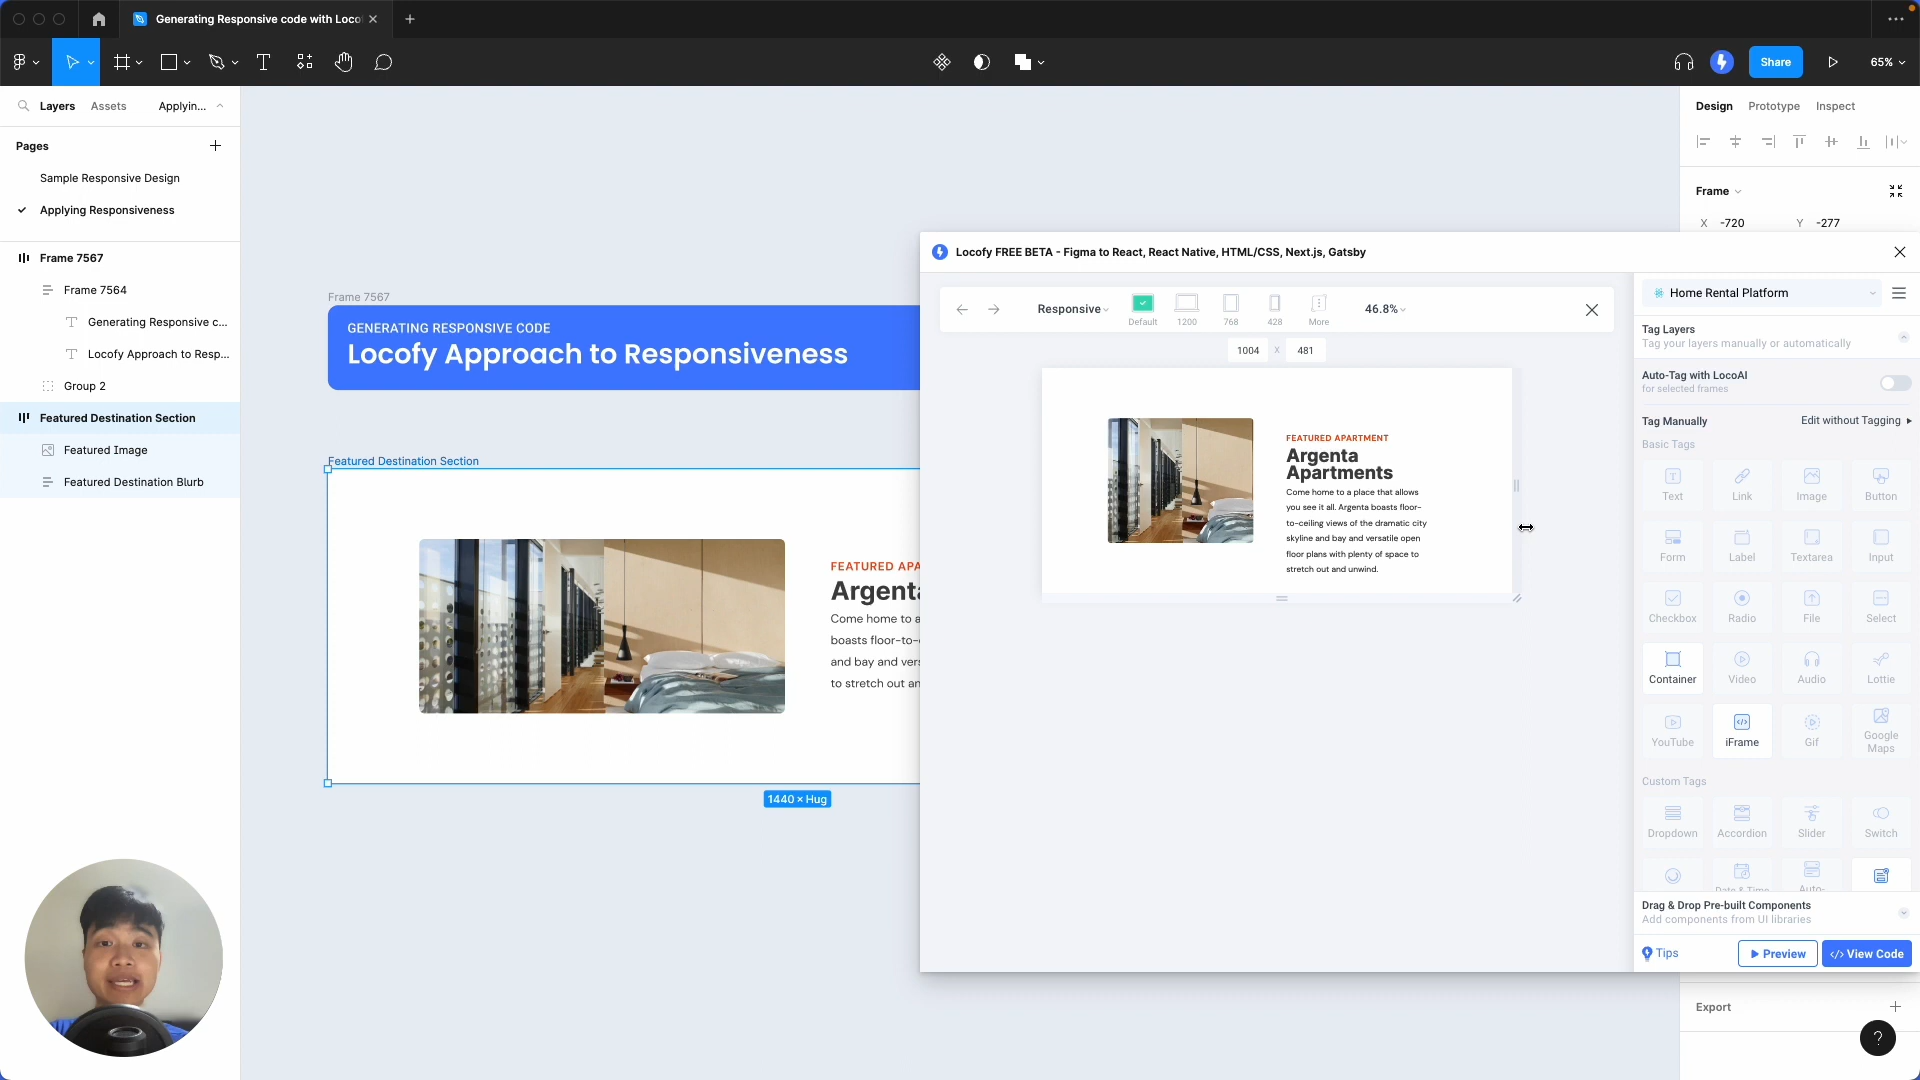 Generating Responsive code with Loco
Share
65%
Layers
Assets
Applyin...
Design
Prototype
Inspect
Pages
Sample Responsive Design
Applying Responsiveness
Frame
X -720
Y -277
Frame 7567
Frame 7564
Generating Responsive c...
Locofy Approach to Resp...
Group 2
Featured Destination Section
Featured Image
Featured Destination Blurb
Frame 7567
GENERATING RESPONSIVE CODE
Locofy Approach to Responsiveness
Featured Destination Section
FEATURED APA
Argenta
Come home to a
boasts floor-to-
and bay and vers
to stretch out an
1440 × Hug
Locofy FREE BETA - Figma to React, React Native, HTML/CSS, Next.js, Gatsby
Responsive
Default
1200
768
428
More
46.8%
1004 X 481
FEATURED APARTMENT
Argenta
Apartments
Come home to a place that allows
you see it all. Argenta boasts floor-
to-ceiling views of the dramatic city
skyline and bay and versatile open
floor plans with plenty of space to
stretch out and unwind.
Home Rental Platform
Tag Layers
Tag your layers manually or automatically
Auto-Tag with LocoAI
for selected frames
Tag Manually
Edit without Tagging
Basic Tags
Text
Link
Image
Button
Form
Label
Textarea
Input
Checkbox
Radio
File
Select
Container
Video
Audio
Lottie
YouTube
iFrame
Gif
Google
Maps
Custom Tags
Dropdown
Accordion
Slider
Switch
Date & Time
Auto-
Drag & Drop Pre-built Components
Add components from UI libraries
Tips
Preview
</> View Code
Export
?